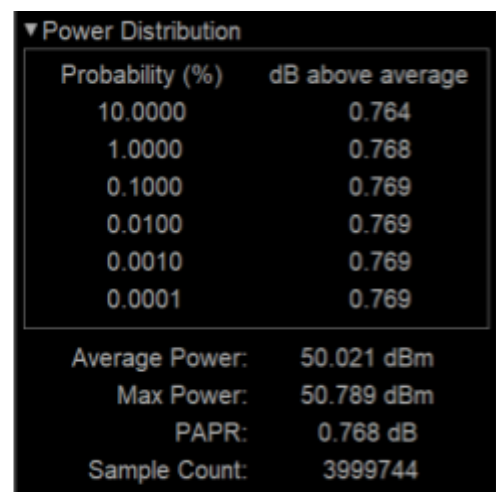 ▼Power Distribution
Probability (%) dB above average
10.0000 0.764
1.0000 0.768
0.1000 0.769
0.0100 0.769
0.0010 0.769
0.0001 0.769
Average Power: 50.021 dBm
Max Power: 50.789 dBm
PAPR: 0.768 dB
Sample Count: 3999744